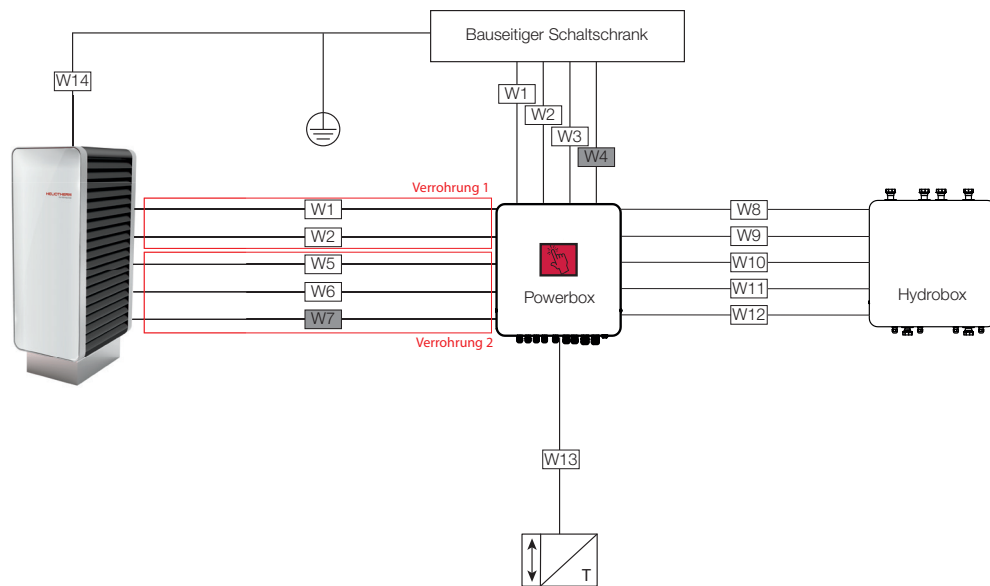 Bauseitiger Schaltschrank
W14
W1
W2
W3
W4
Verrohrung 1
HELIOTHERM
W1
W2
W5
W6
W7
Verrohrung 2
Powerbox
W8
W9
W10
W11
W12
Hydrobox
W13
T